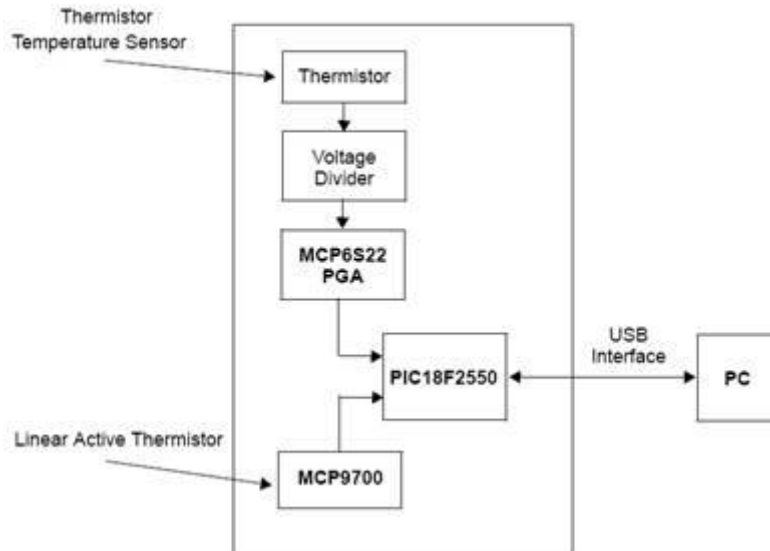 Thermistor
Temperature Sensor
Thermistor
Voltage
Divider
MCP6S22
PGA
PIC18F2550
USB
Interface
PC
Linear Active Thermistor
MCP9700